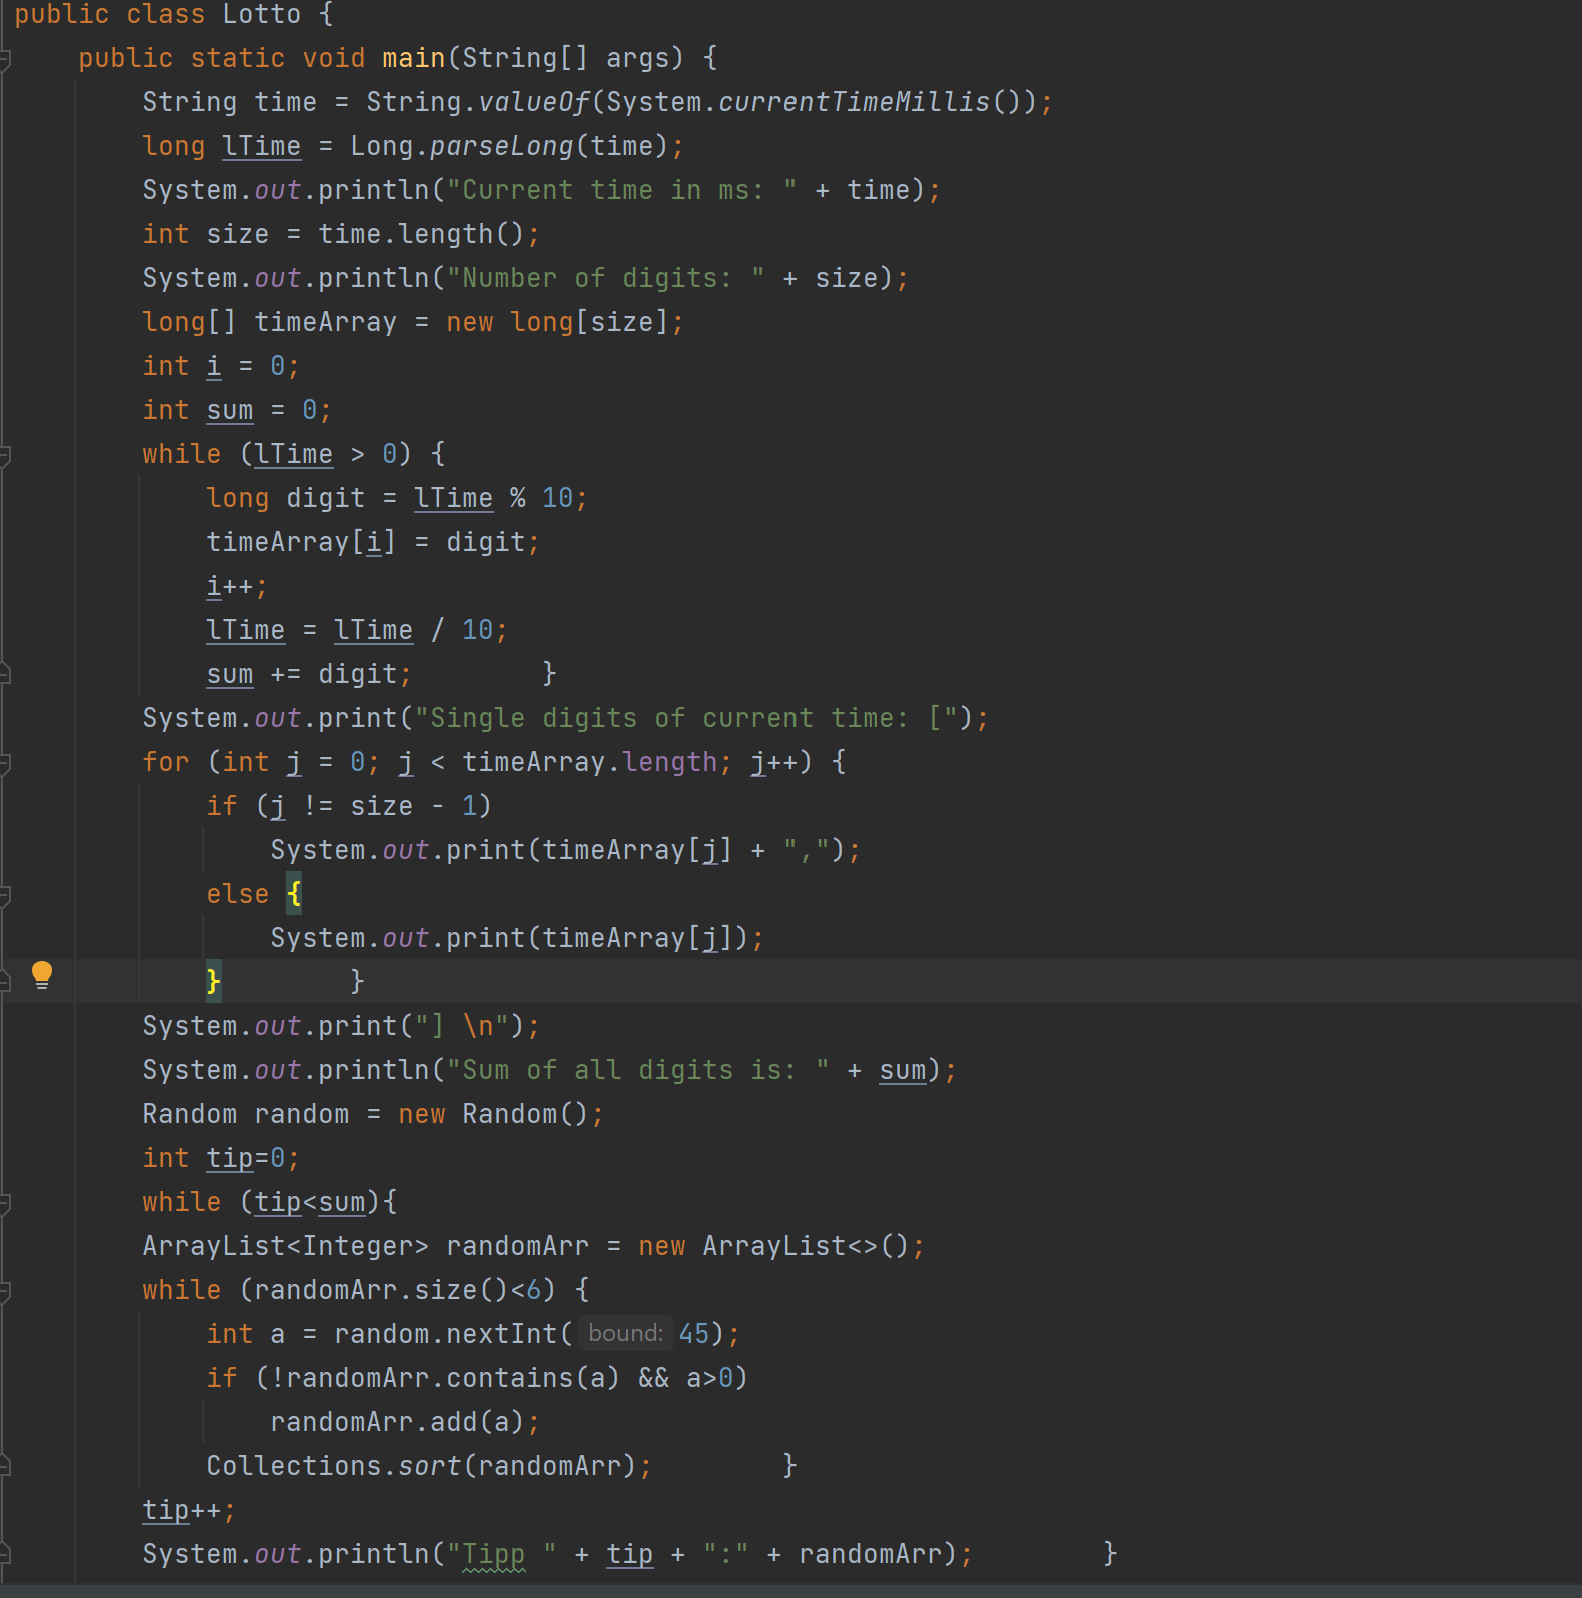 public class Lotto {
    public static void main(String[] args) {
        String time = String.valueOf(System.currentTimeMillis());
        long lTime = Long.parseLong(time);
        System.out.println("Current time in ms: " + time);
        int size = time.length();
        System.out.println("Number of digits: " + size);
        long[] timeArray = new long[size];
        int i = 0;
        int sum = 0;
        while (lTime > 0) {
            long digit = lTime % 10;
            timeArray[i] = digit;
            i++;
            lTime = lTime / 10;
            sum += digit;        }
        System.out.print("Single digits of current time: [");
        for (int j = 0; j < timeArray.length; j++) {
            if (j != size - 1)
                System.out.print(timeArray[j] + ",");
            else {
                System.out.print(timeArray[j]);
            }        }
        System.out.print("] \n");
        System.out.println("Sum of all digits is: " + sum);
        Random random = new Random();
        int tip=0;
        while (tip<sum){
        ArrayList<Integer> randomArr = new ArrayList<>();
        while (randomArr.size()<6) {
            int a = random.nextInt( bound: 45);
            if (!randomArr.contains(a) && a>0)
                randomArr.add(a);
            Collections.sort(randomArr);        }
        tip++;
        System.out.println("Tipp " + tip + ":" + randomArr);        }